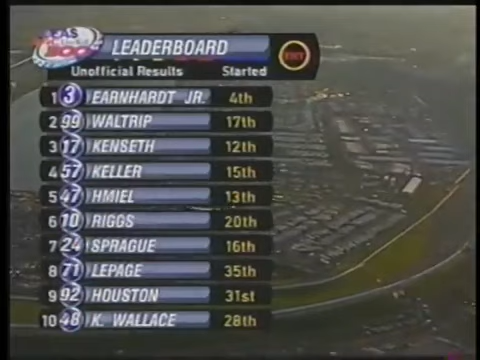 LEADERBOARD
Unofficial Results Started
1 3 EARNHARDT JR. 4th
2 99 WALTRIP 17th
3 17 KENSETH 12th
4 57 KELLER 15th
5 47 HMIEL 13th
6 10 RIGGS 20th
7 24 SPRAGUE 16th
8 71 LEPAGE 35th
9 92 HOUSTON 31st
10 48 K. WALLACE 28th